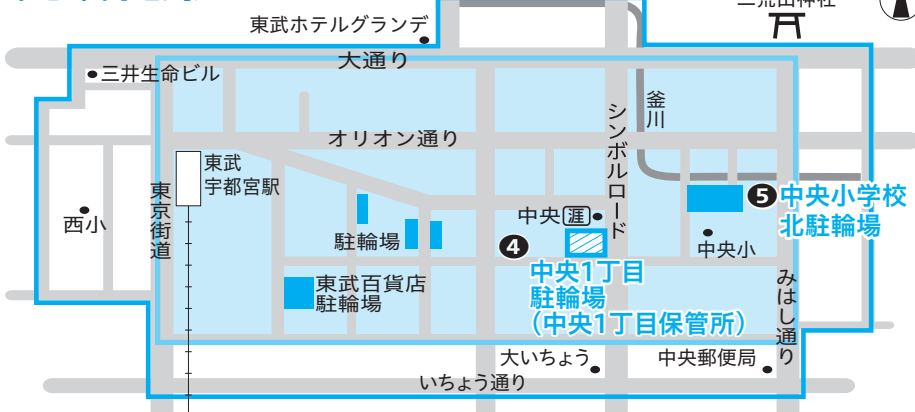 二荒山神社
東武ホテルグランデ
大通り
三井生命ビル
釜川
シンボルロード
オリオン通り
東武
宇都宮駅
東京街道
西小
駐輪場
中央
❹
❺中央小学校
北駐輪場
中央小
東武百貨店
駐輪場
中央1丁目
駐輪場
(中央1丁目保管所)
みはし通り
大いちょう
中央郵便局
いちょう通り